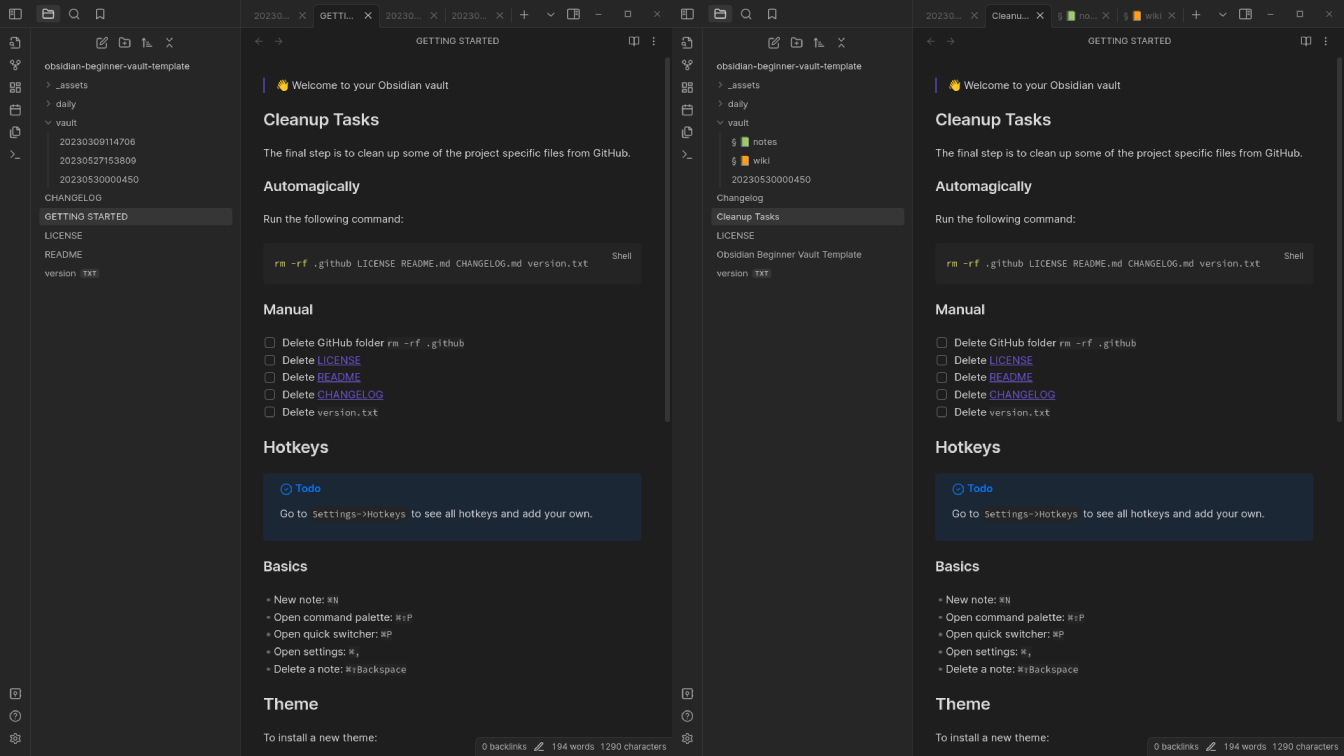 20230...
GETTI...
20230...
20230...
GETTING STARTED
obsidian-beginner-vault-template
_assets
daily
vault
20230309114706
20230527153809
20230530000450
CHANGELOG
GETTING STARTED
LICENSE
README
version TXT
👋 Welcome to your Obsidian vault
Cleanup Tasks
The final step is to clean up some of the project specific files from GitHub.
Automagically
Run the following command:
Shell
rm -rf .github LICENSE README.md CHANGELOG.md version.txt
Manual
Delete GitHub folder rm -rf .github
Delete LICENSE
Delete README
Delete CHANGELOG
Delete version.txt
Hotkeys
Todo
Go to Settings->Hotkeys to see all hotkeys and add your own.
Basics
• New note: ⌘N
• Open command palette: ⌘⇧P
• Open quick switcher: ⌘P
• Open settings: ⌘,
• Delete a note: ⌘⇧Backspace
Theme
To install a new theme:
0 backlinks 194 words 1290 characters
20230...
Cleanu...
§ 📗 no...
§ 📙 wiki
GETTING STARTED
obsidian-beginner-vault-template
_assets
daily
vault
§ 📗 notes
§ 📙 wiki
20230530000450
Changelog
Cleanup Tasks
LICENSE
Obsidian Beginner Vault Template
version TXT
👋 Welcome to your Obsidian vault
Cleanup Tasks
The final step is to clean up some of the project specific files from GitHub.
Automagically
Run the following command:
Shell
rm -rf .github LICENSE README.md CHANGELOG.md version.txt
Manual
Delete GitHub folder rm -rf .github
Delete LICENSE
Delete README
Delete CHANGELOG
Delete version.txt
Hotkeys
Todo
Go to Settings->Hotkeys to see all hotkeys and add your own.
Basics
• New note: ⌘N
• Open command palette: ⌘⇧P
• Open quick switcher: ⌘P
• Open settings: ⌘,
• Delete a note: ⌘⇧Backspace
Theme
To install a new theme:
0 backlinks 194 words 1290 characters